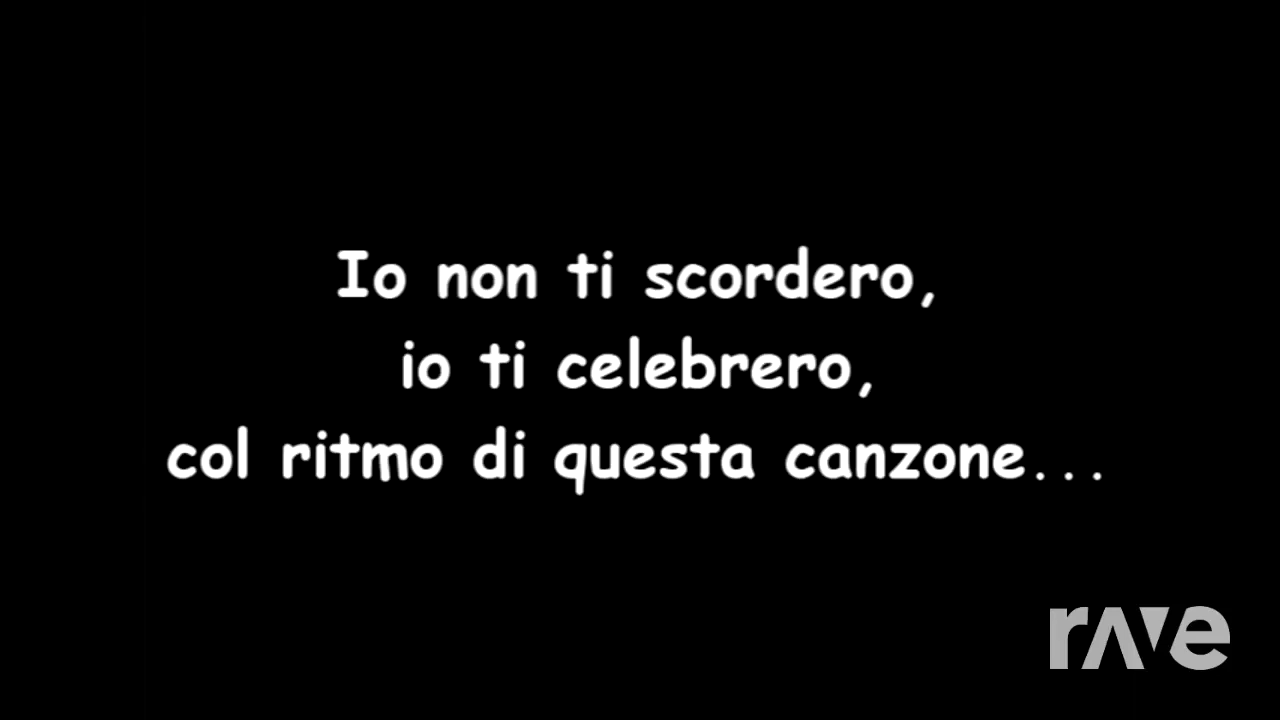 Io non ti scordero,
io ti celebrero,
col ritmo di questa canzone...
rave